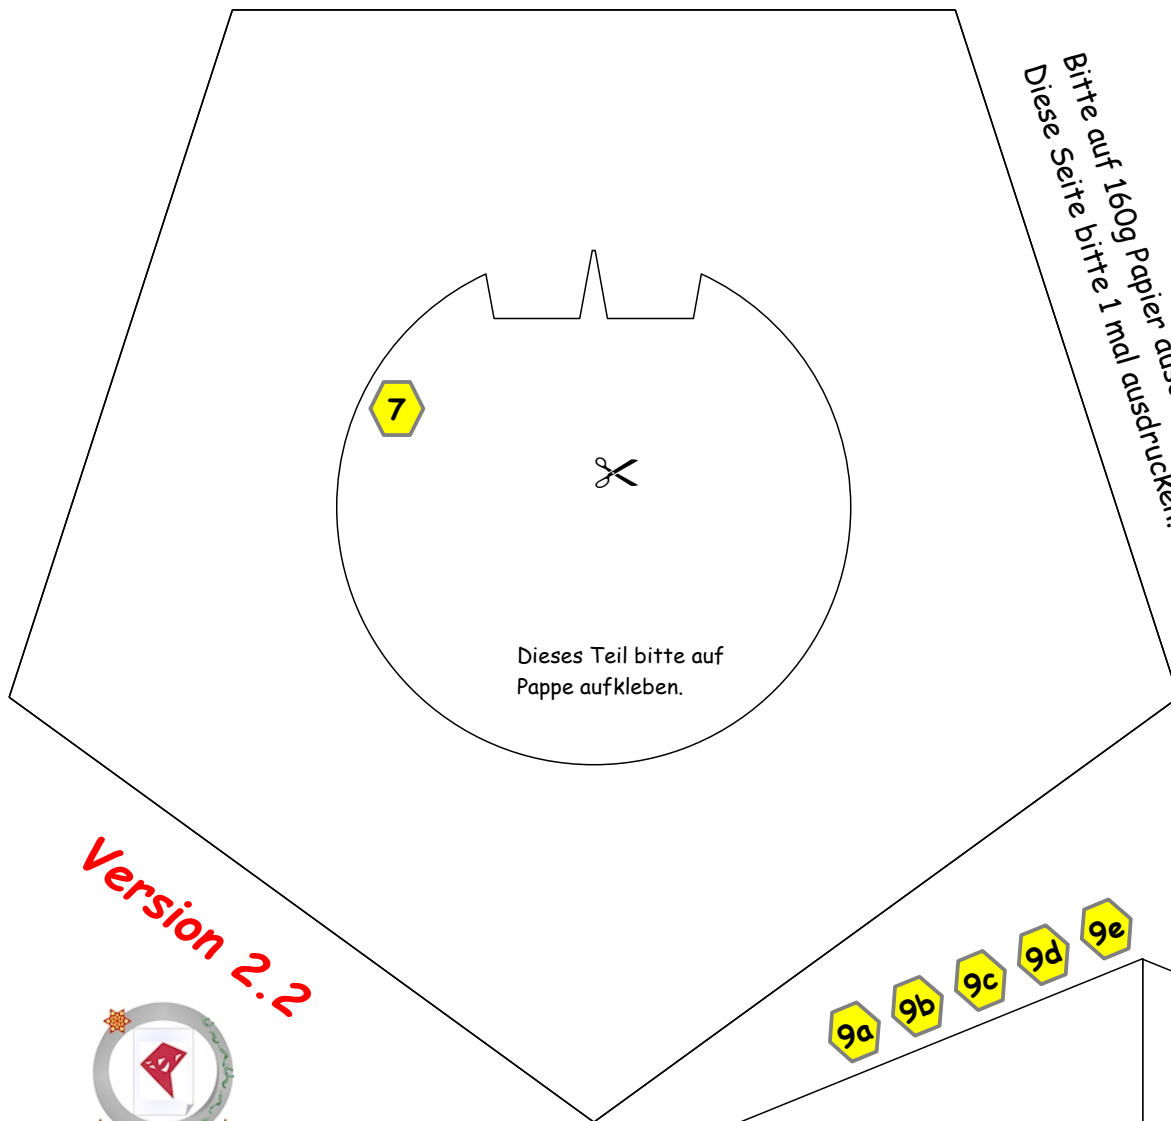 Bitte auf 160g Papier
Diese Seite bitte 1 mal ausdrucken.
7
Dieses Teil bitte auf
Pappe aufkleben.
Version 2.2
9a
9b
9c
9d
9e